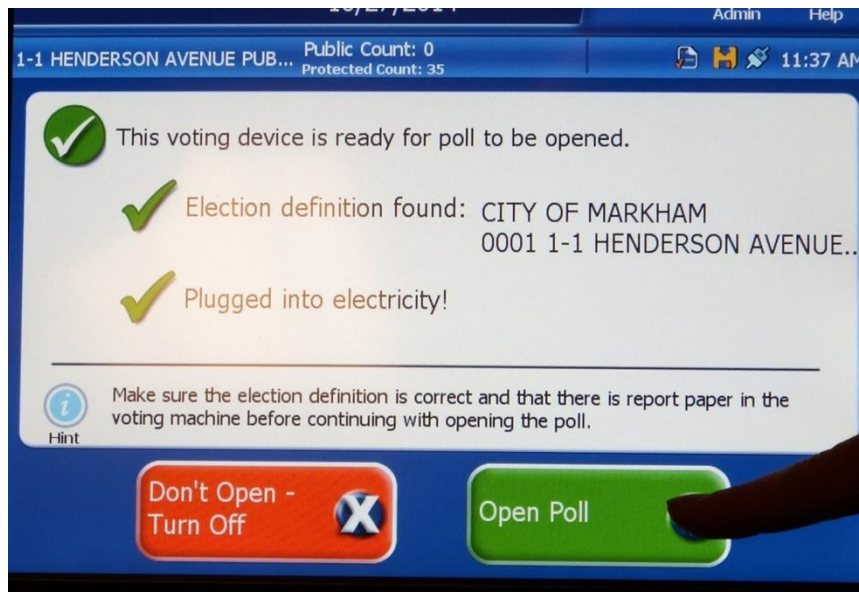 10/27/2014
Admin Help
1-1 HENDERSON AVENUE PUB... Public Count: 0
Protected Count: 35
11:37 AM
This voting device is ready for poll to be opened.
Election definition found: CITY OF MARKHAM
0001 1-1 HENDERSON AVENUE..
Plugged into electricity!
Make sure the election definition is correct and that there is report paper in the
voting machine before continuing with opening the poll.
Hint
Don't Open -
Turn Off
Open Poll